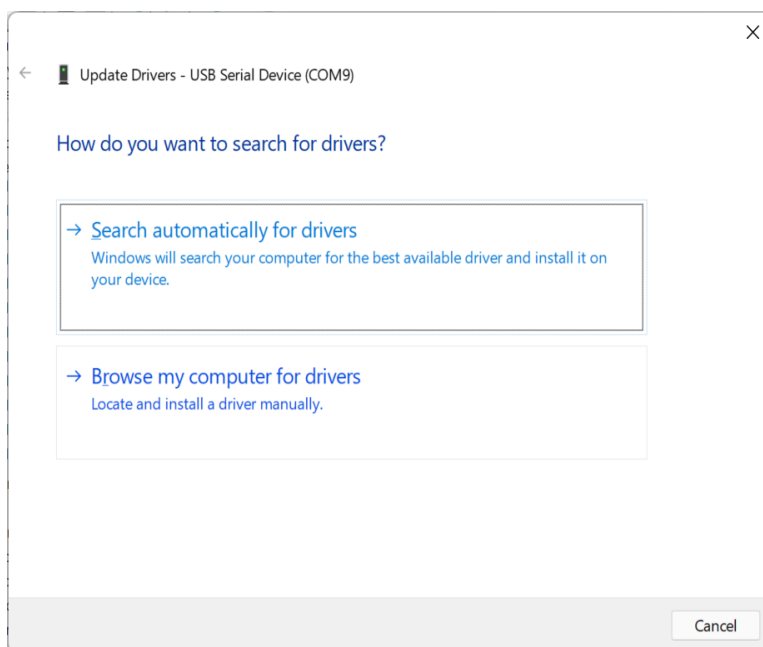 Update Drivers - USB Serial Device (COM9)
How do you want to search for drivers?
→ Search automatically for drivers
Windows will search your computer for the best available driver and install it on
your device.
→ Browse my computer for drivers
Locate and install a driver manually.
Cancel